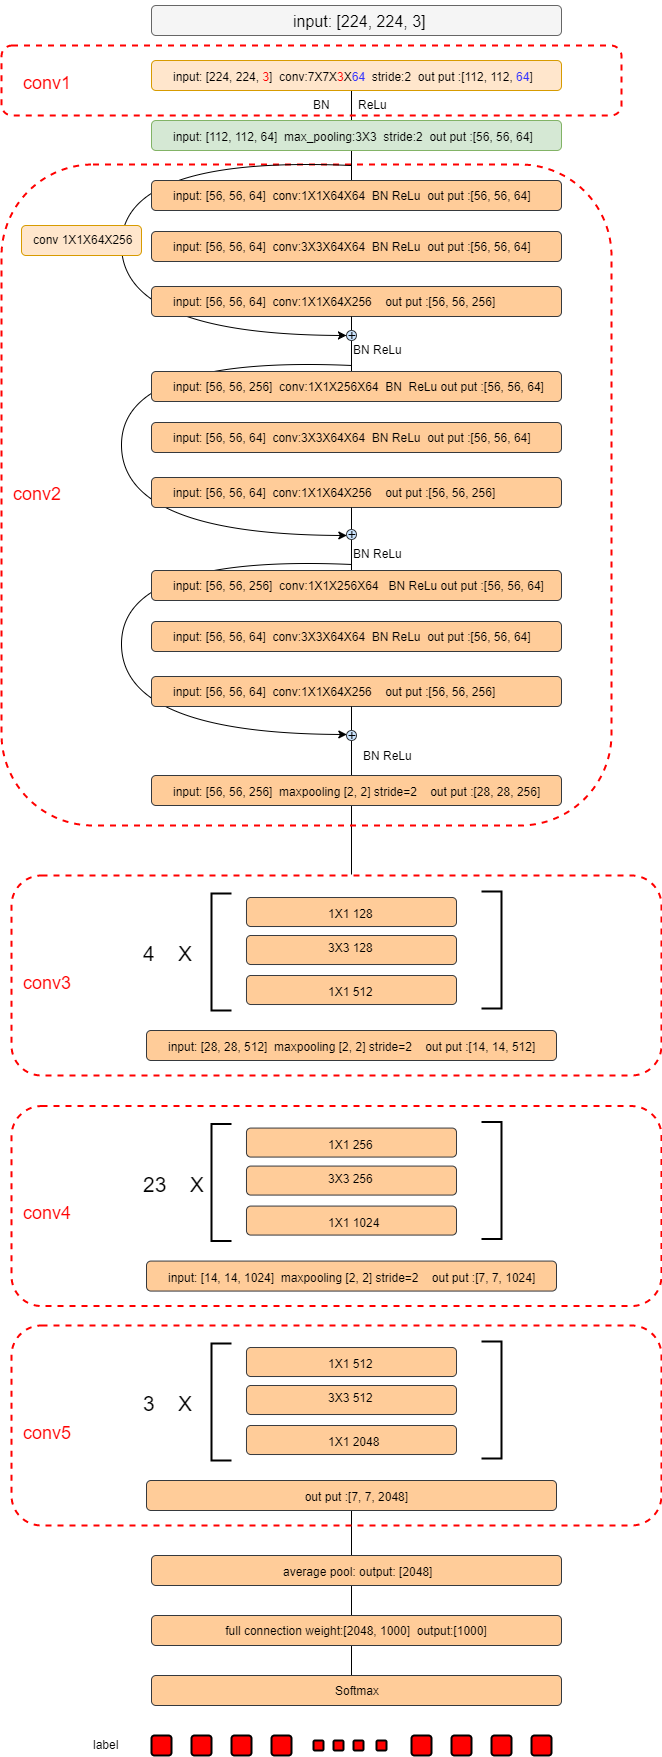 input: [224, 224, 3]
conv1
input: [224, 224, 3] conv:7X7X3X64 stride:2 out put :[112, 112, 64]
BN ReLu
input: [112, 112, 64] max_pooling:3X3 stride:2 out put :[56, 56, 64]
input: [56, 56, 64] conv:1X1X64X64 BN ReLu out put :[56, 56, 64]
conv 1X1X64X256
input: [56, 56, 64] conv:3X3X64X64 BN ReLu out put :[56, 56, 64]
input: [56, 56, 64] conv:1X1X64X256 out put :[56, 56, 256]
BN ReLu
input: [56, 56, 256] conv:1X1X256X64 BN ReLu out put :[56, 56, 64]
input: [56, 56, 64] conv:3X3X64X64 BN ReLu out put :[56, 56, 64]
conv2
input: [56, 56, 64] conv:1X1X64X256 out put :[56, 56, 256]
BN ReLu
input: [56, 56, 256] conv:1X1X256X64 BN ReLu out put :[56, 56, 64]
input: [56, 56, 64] conv:3X3X64X64 BN ReLu out put :[56, 56, 64]
input: [56, 56, 64] conv:1X1X64X256 out put :[56, 56, 256]
BN ReLu
input: [56, 56, 256] maxpooling [2, 2] stride=2 out put :[28, 28, 256]
conv3
4 X
1X1 128
3X3 128
1X1 512
input: [28, 28, 512] maxpooling [2, 2] stride=2 out put :[14, 14, 512]
conv4
23 X
1X1 256
3X3 256
1X1 1024
input: [14, 14, 1024] maxpooling [2, 2] stride=2 out put :[7, 7, 1024]
conv5
3 X
1X1 512
3X3 512
1X1 2048
out put :[7, 7, 2048]
average pool: output: [2048]
full connection weight:[2048, 1000] output:[1000]
Softmax
label